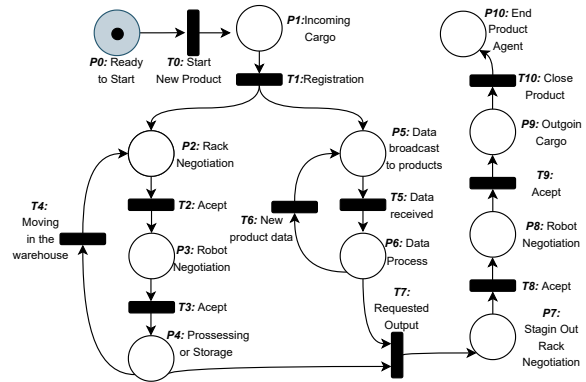 P0: Ready
to Start
T0: Start
New Product
P1:Incoming
Cargo
T1:Registration
P2: Rack
Negotiation
T2: Acept
P3: Robot
Negotiation
T3: Acept
P4: Prossessing
or Storage
T4:
Moving
in the
warehouse
P5: Data
broadcast
to products
T5: Data
received
T6: New
product data
P6: Data
Process
T7:
Requested
Output
P7:
Stagin Out
Rack
Negotiation
T8: Acept
P8: Robot
Negotiation
T9:
Acept
P9: Outgoin
Cargo
T10: Close
Product
P10: End
Product
Agent